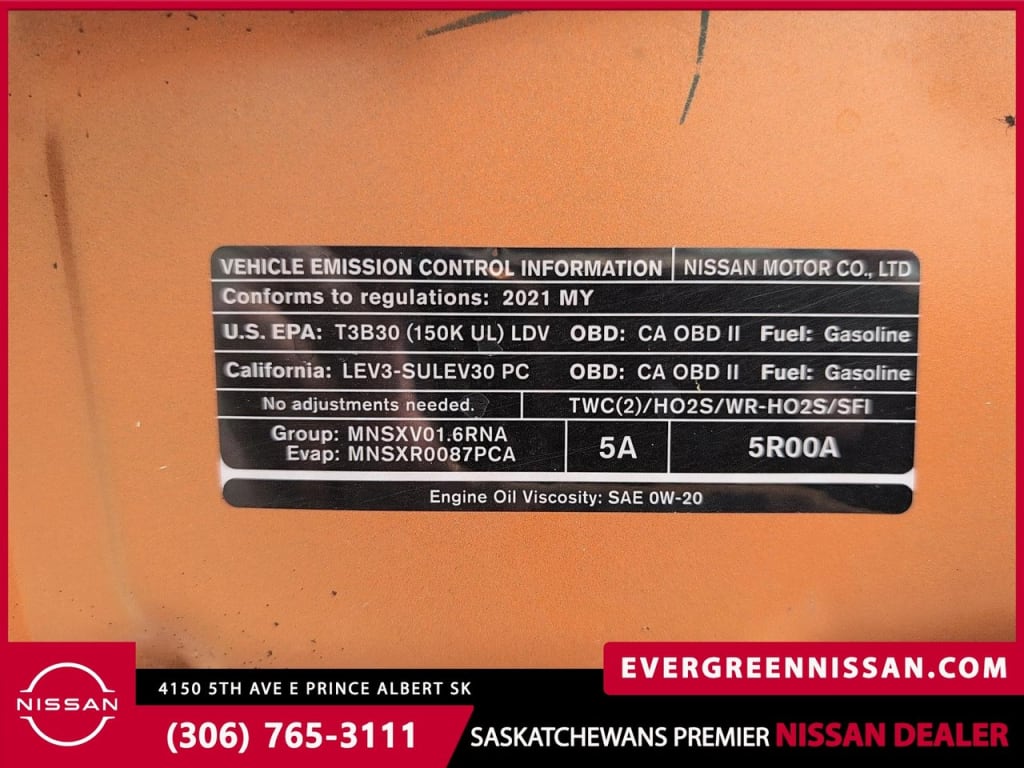 VEHICLE EMISSION CONTROL INFORMATION NISSAN MOTOR CO., LTD
Conforms to regulations: 2021 MY
U.S. EPA: T3B30 (150K UL) LDV OBD: CA OBD II Fuel: Gasoline
California: LEV3-SULEV30 PC OBD: CA OBD II Fuel: Gasoline
No adjustments needed. TWC(2)/HO2S/WR-HO2S/SFI
Group: MNSXV01.6RNA
Evap: MNSXR0087PCA
5A
5R00A
Engine Oil Viscosity: SAE 0W-20
EVERGREENNISSAN.COM
NISSAN
4150 5TH AVE E PRINCE ALBERT SK
(306) 765-3111
SASKATCHEWANS PREMIER NISSAN DEALER